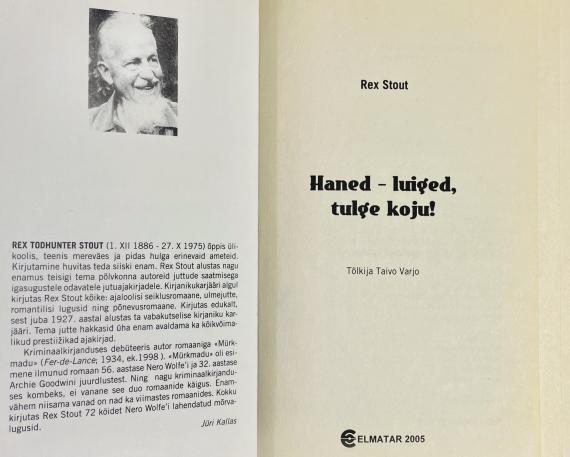 REX TODHUNTER STOUT (1. XII 1886 - 27. X 1975) õppis üli-
koolis, teenis mereväes ja pidas hulga erinevaid ameteid.
Kirjutamine huvitas teda siiski enam. Rex Stout alustas nagu
enamus teisigi tema põlvkonna autoreid juttude saatmisega
igasugustele odavatele jutuajakirjadele. Kirjanikukarjääri algul
kirjutas Rex Stout kõike: ajaloolisi seiklusromaane, ulmejutte,
romantilisi lugusid ning põnevusromaane. Kirjutas edukalt,
sest juba 1927. aastal alustas ta vabakutselise kirjaniku kar-
jääri. Tema jutte hakkasid üha enam avaldama ka kõikvõima-
likud prestiižikad ajakirjad.
Kriminaalkirjanduses debüteeris autor romaaniga «Mürk-
madu» (Fer-de-Lance; 1934, ek.1998). «Mürkmadu» oli esi-
mene ilmunud romaan 56. aastase Nero Wolfe'i ja 32. aastase
Archie Goodwini juurdlustest. Ning nagu kriminaalkirjandu-
ses kombeks, ei vanane see duo romaanide käigus. Enam-
vähem niisama vanad on nad ka viimastes romaanides. Kokku
kirjutas Rex Stout 72 köidet Nero Wolfe'i lahendatud mõrva-
lugusid.
Jüri Kallas
Rex Stout
Haned - luiged,
tulge koju!
Tõlkija Taivo Varjo
ELMATAR 2005